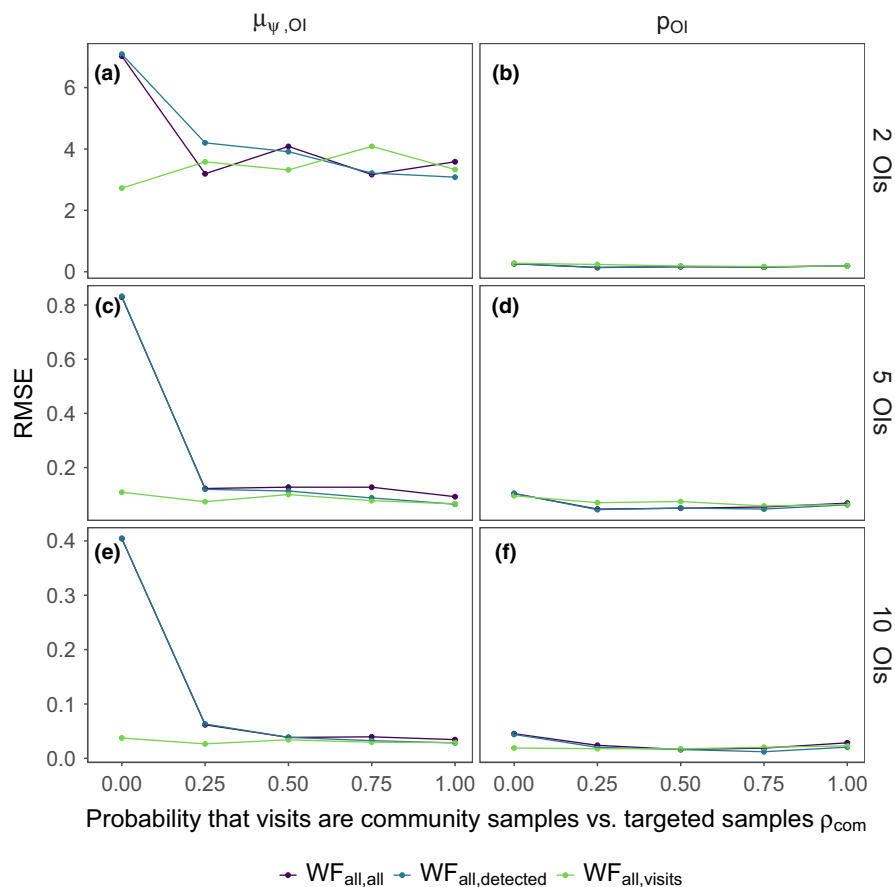 μψ,OI
pOI
(a)
(b)
6
4
2
0
2 OIs
(c)
(d)
0.8
0.6
0.4
0.2
5 OIs
RMSE
(e)
(f)
0.4
0.3
0.2
0.1
0.0
10 OIs
0.00 0.25 0.50 0.75 1.00
0.00 0.25 0.50 0.75 1.00
Probability that visits are community samples vs. targeted samples ρcom
WFall,all WFall,detected WFall,visits